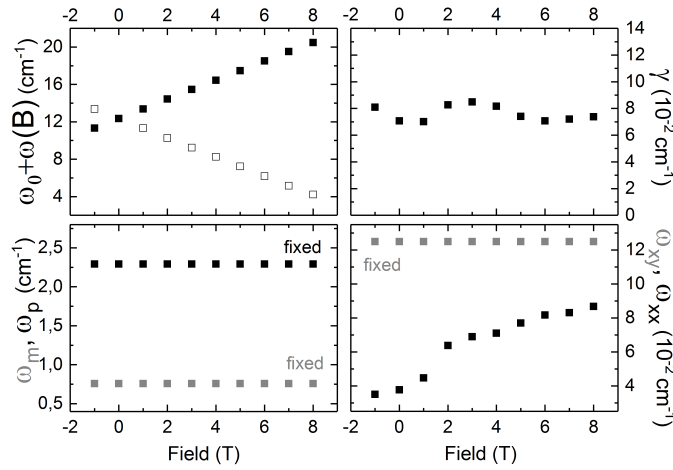 -2 0 2 4 6 8
-2 0 2 4 6 8
20
16
12
8
4
ω₀+ω(B) (cm⁻¹)
14
12
10
8
6
4
2
0
γ (10⁻² cm⁻¹)
2,5
2,0
1,5
1,0
0,5
ωₘ, ωₚ (cm⁻¹)
fixed
fixed
-2 0 2 4 6 8
Field (T)
fixed
12
10
8
6
4
ω_xy, ω_xx (10⁻² cm⁻¹)
-2 0 2 4 6 8
Field (T)